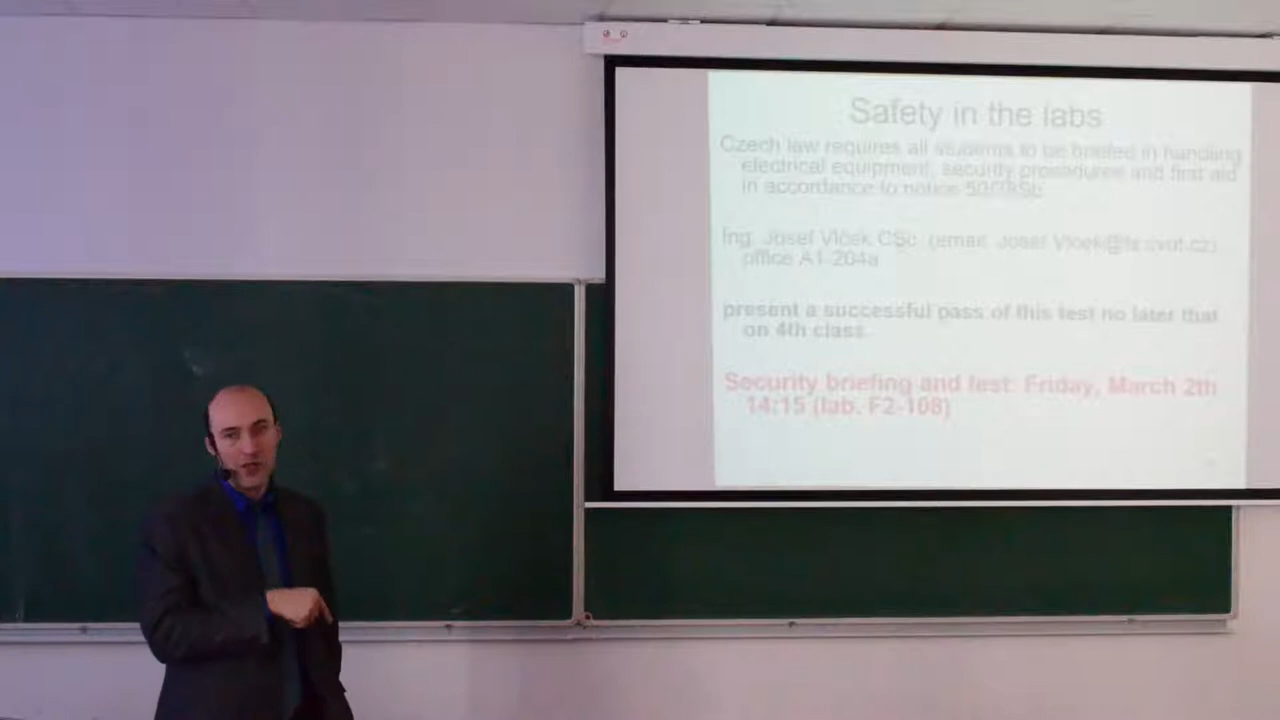 Safety in the labs
Czech law requires all students to be briefed in handling
electrical equipment, security procedures and first aid
in accordance to notice
Ing. Josef Vlček CSc. (email: Josef.Vlcek@fs.cvut.cz)
office A1-204a
present a successful pass of this test no later that
on 4th class
Security briefing and test: Friday, March 2th
14:15 (lab. F2-108)